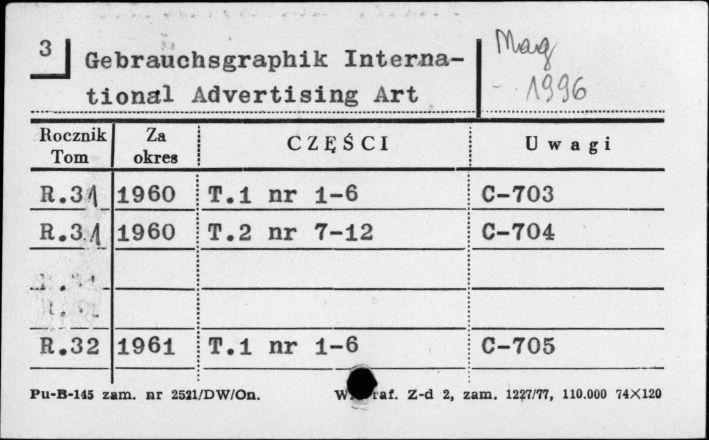 3
Gebrauchsgraphik Interna-
tional Advertising Art
Mag
- 1996
Rocznik Tom | Za okres | CZĘŚCI | Uwagi
R.31 | 1960 | T.1 nr 1-6 | C-703
R.31 | 1960 | T.2 nr 7-12 | C-704
R.32 | 1961 | T.1 nr 1-6 | C-705
Pu-B-145 zam. nr 2521/DW/On. raf. Z-d 2, zam. 1227/77, 110.000 74X120